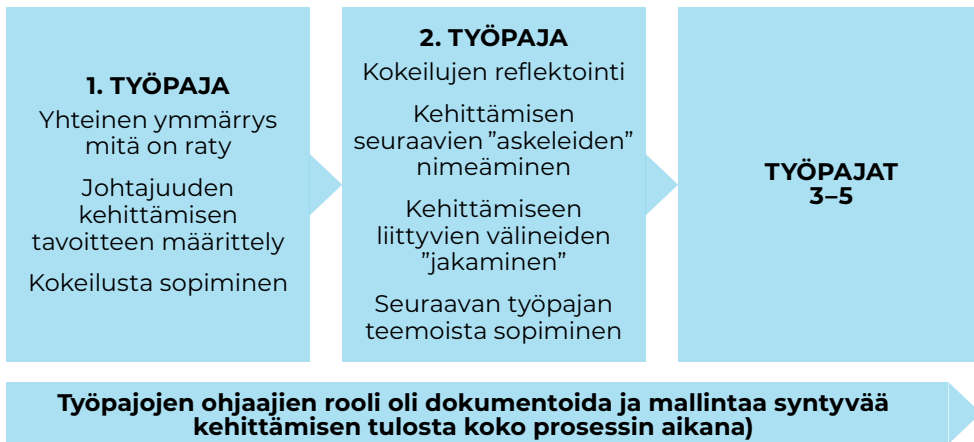 1. TYÖPAJA
Yhteinen ymmärrys
mitä on raty
Johtajuuden
kehittämisen
tavoitteen määrittely
Kokeilusta sopiminen
2. TYÖPAJA
Kokeilujen reflektointi
Kehittämisen
seuraavien ”askeleiden”
nimeäminen
Kehittämiseen
liittyvien välineiden
”jakaminen”
Seuraavan työpajan
teemoista sopiminen
TYÖPAJAT
3–5
Työpajojen ohjaajien rooli oli dokumentoida ja mallintaa syntyvää
kehittämisen tulosta koko prosessin aikana)